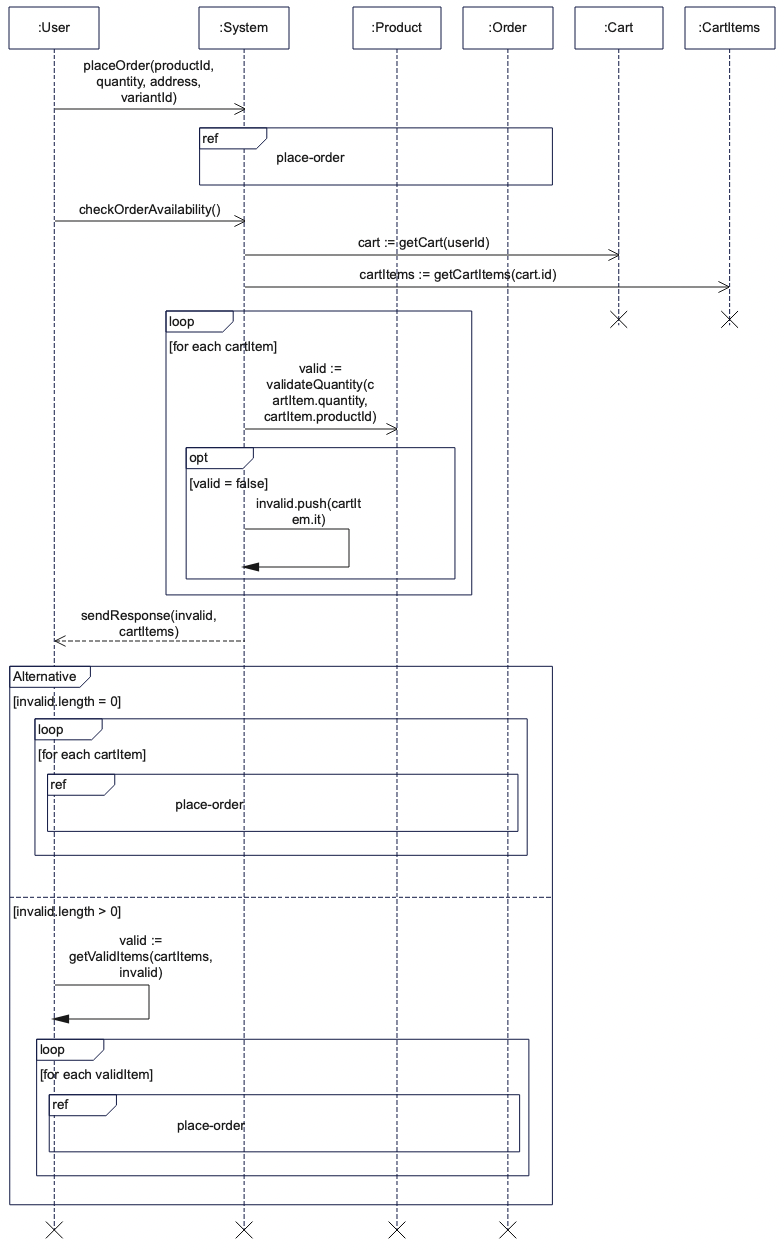 :User
:System
:Product
:Order
:Cart
:CartItems
placeOrder(productId,
quantity, address,
variantId)
ref
place-order
checkOrderAvailability()
cart := getCart(userId)
cartItems := getCartItems(cart.id)
loop
[for each cartItem]
valid :=
validateQuantity(c
artItem.quantity,
cartItem.productId)
opt
[valid = false]
invalid.push(cartIt
em.it)
sendResponse(invalid,
cartItems)
Alternative
[invalid.length = 0]
loop
[for each cartItem]
ref
place-order
[invalid.length > 0]
valid :=
getValidItems(cartItems,
invalid)
loop
[for each validItem]
ref
place-order